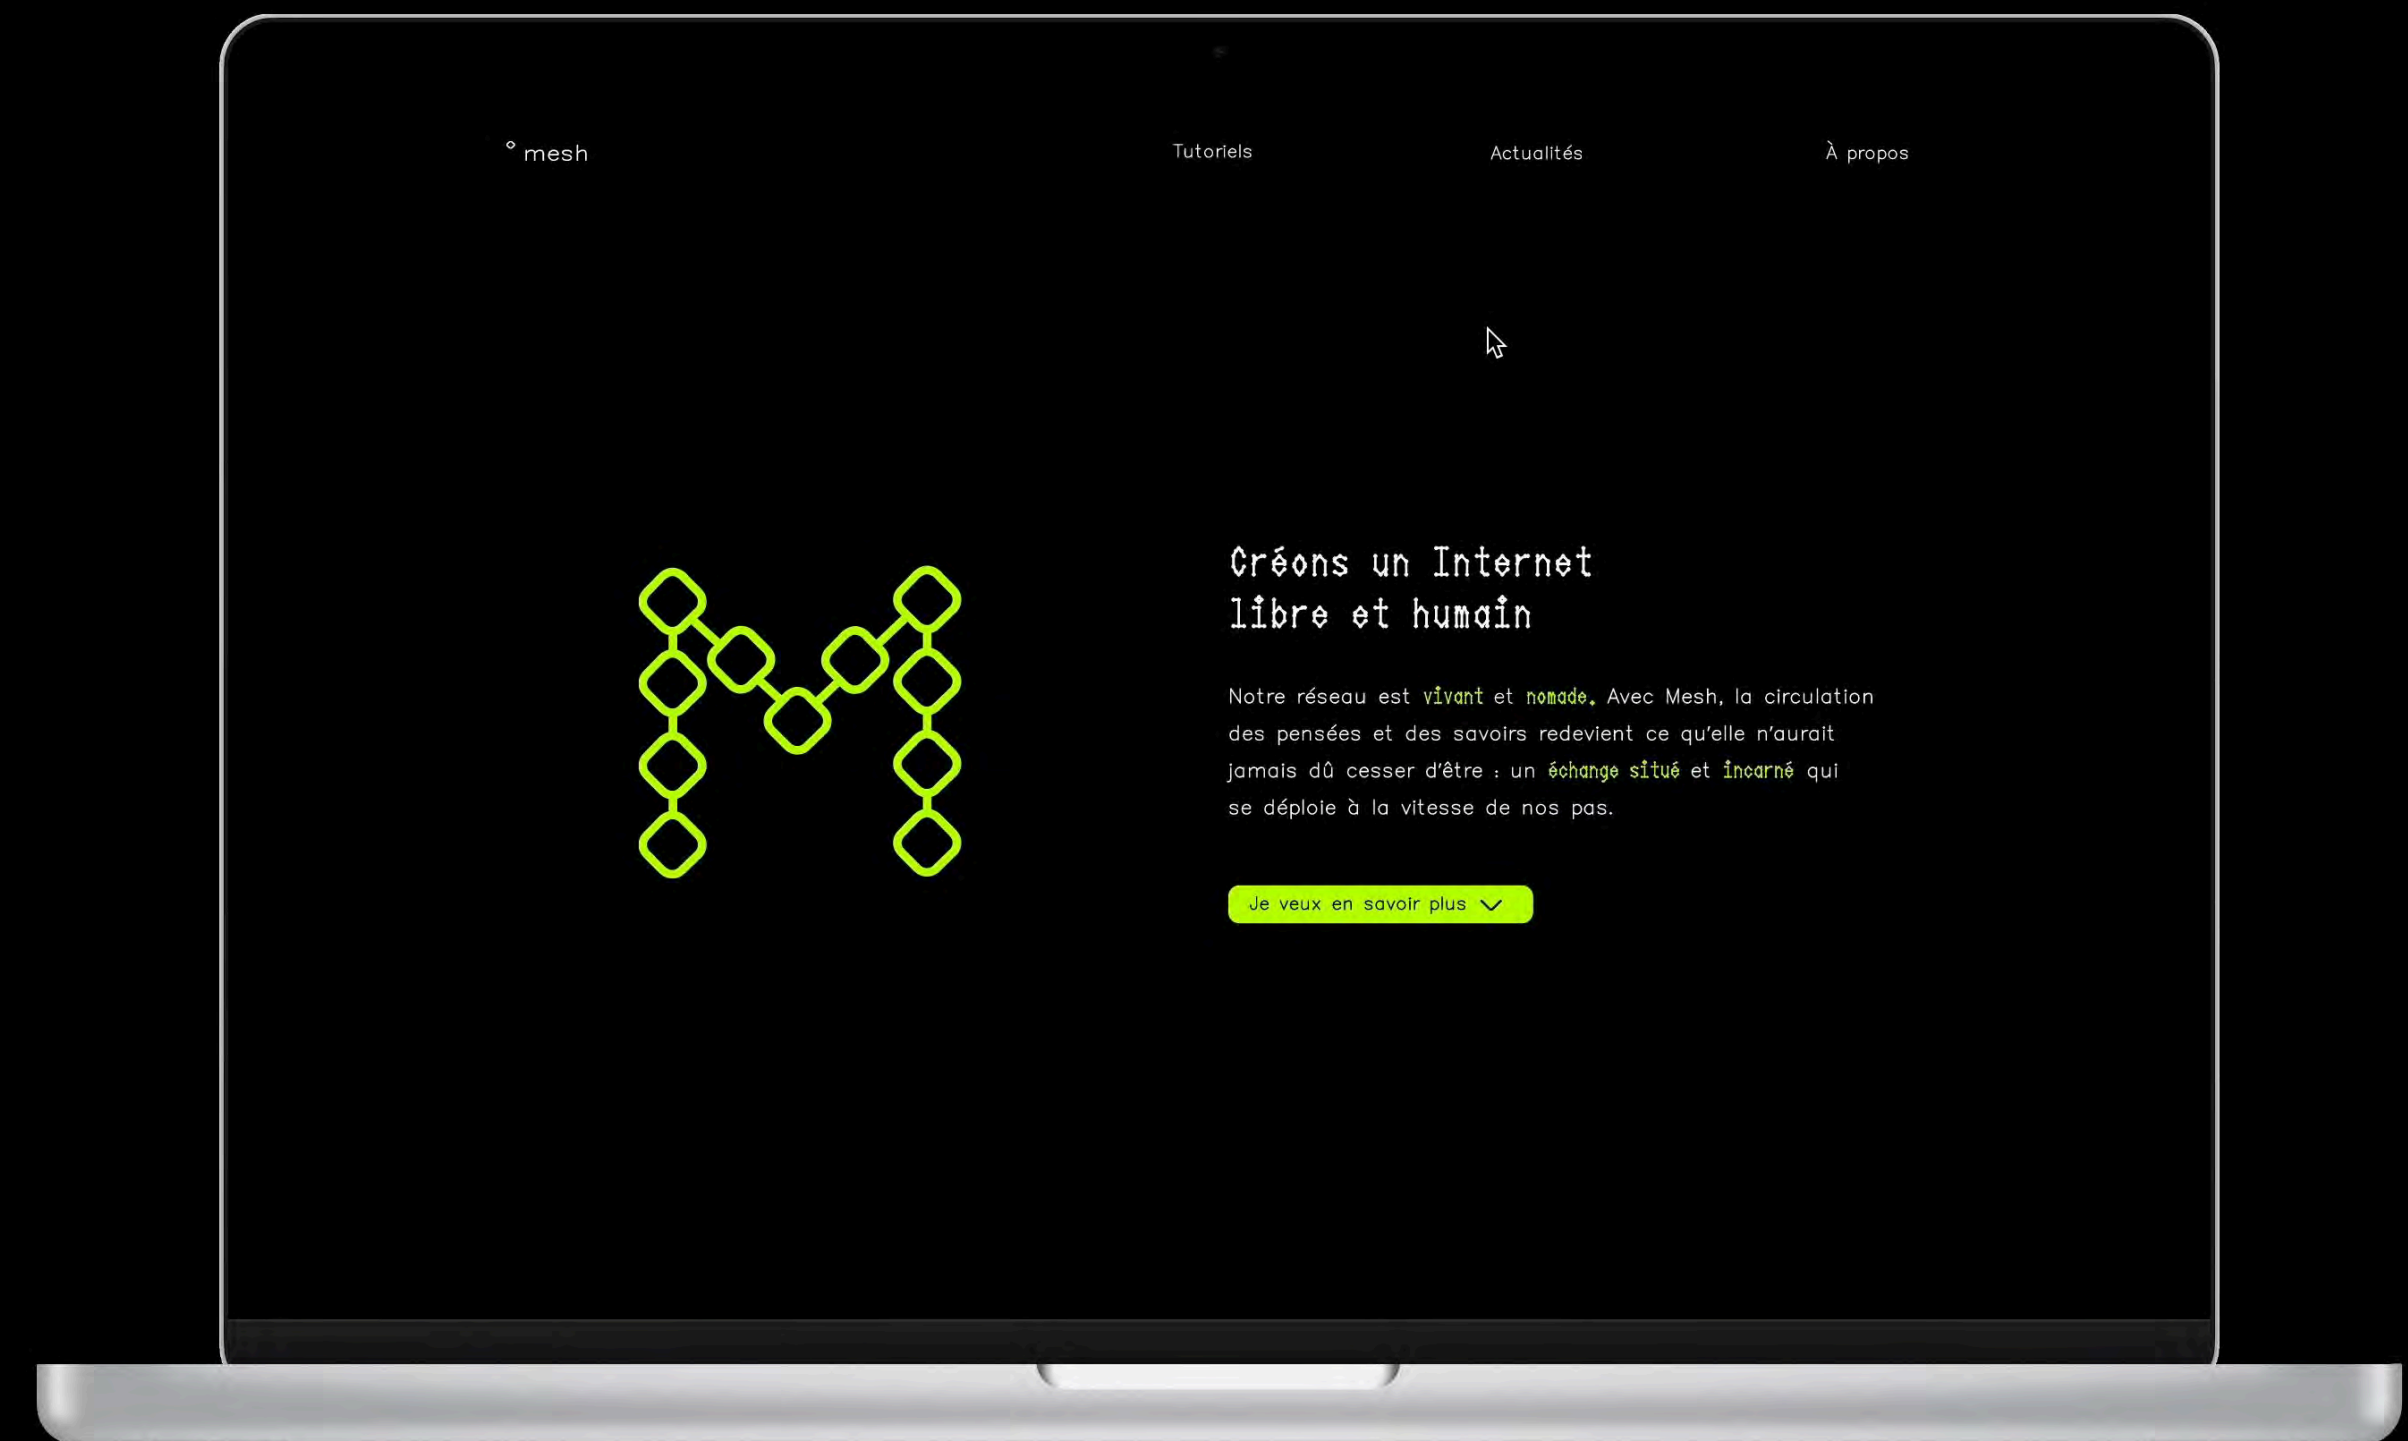 ° mesh
Tutoriels
Actualités
À propos
Créons un Internet
libre et humain
Notre réseau est vivant et nomade. Avec Mesh, la circulation
des pensées et des savoirs redevient ce qu'elle n'aurait
jamais dû cesser d'être : un échange situé et incarné qui
se déploie à la vitesse de nos pas.
Je veux en savoir plus